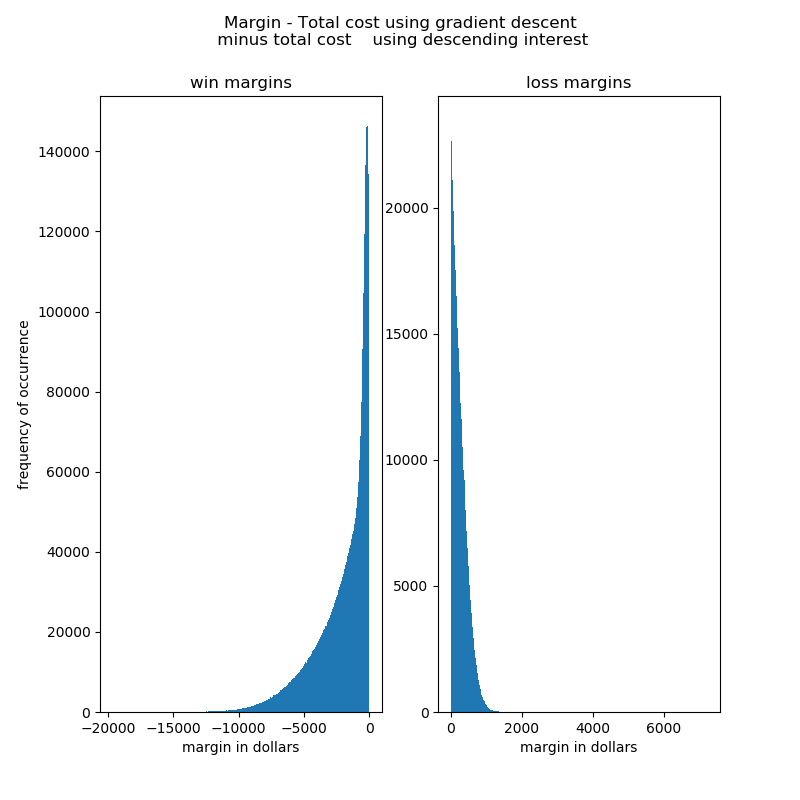 Margin - Total cost using gradient descent
minus total cost    using descending interest
win margins
loss margins
frequency of occurrence
140000
120000
100000
80000
60000
40000
20000
0
−20000 −15000 −10000 −5000 0
margin in dollars
20000
15000
10000
5000
0
0 2000 4000 6000
margin in dollars